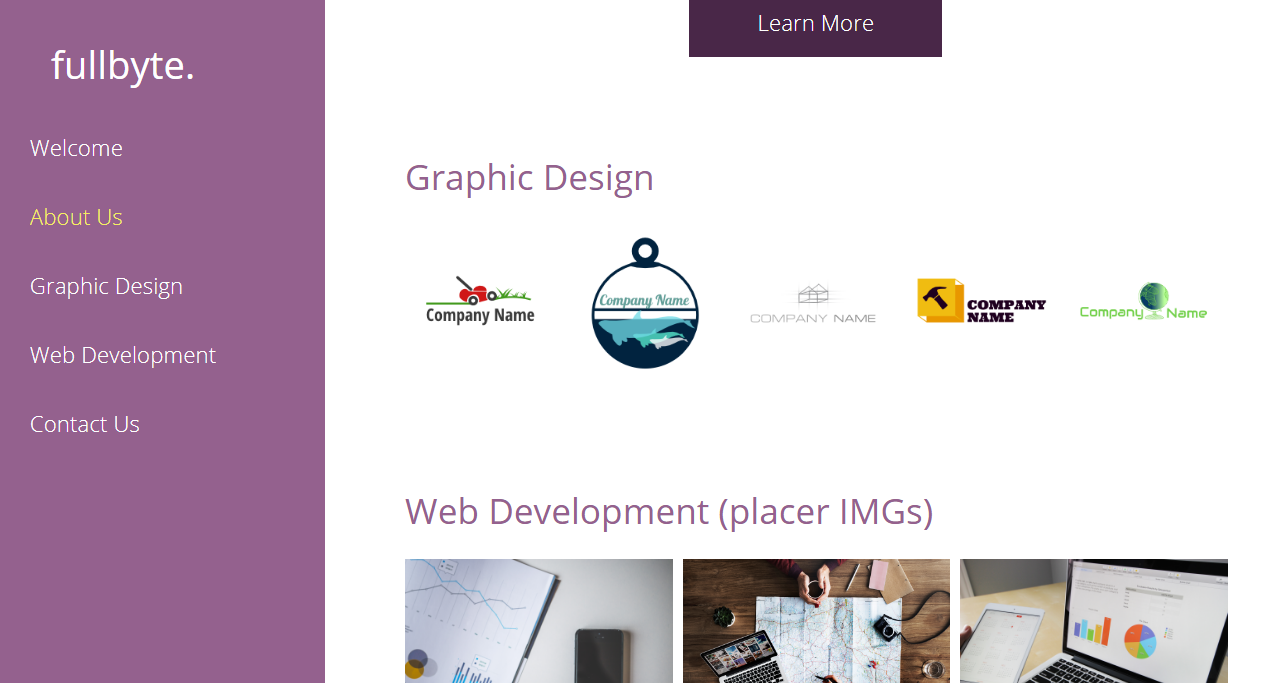 fullbyte.
Welcome
About Us
Graphic Design
Web Development
Contact Us
Learn More
Graphic Design
Company Name
Company Name
COMPANY NAME
COMPANY
NAME
Company Name
Web Development (placer IMGs)